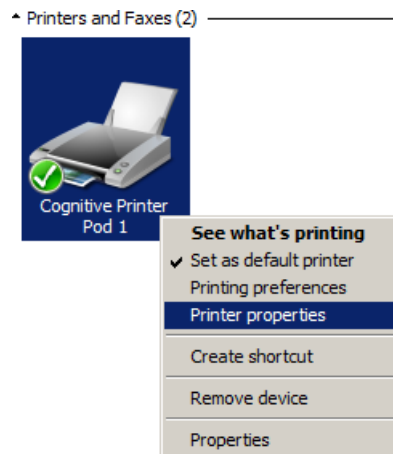 Printers and Faxes (2)
Cognitive Printer
Pod 1
See what's printing
Set as default printer
Printing preferences
Printer properties
Create shortcut
Remove device
Properties